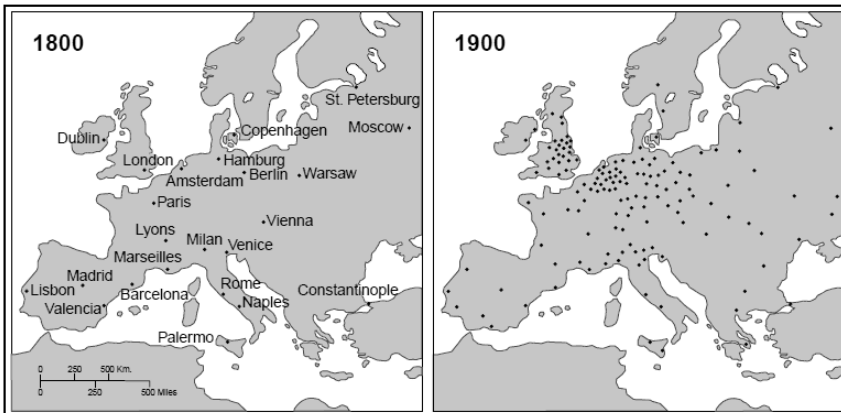 1800
St. Petersburg
Moscow
Dublin
Copenhagen
London
Hamburg
Amsterdam
Berlin
Warsaw
Paris
Vienna
Lyons
Milan
Venice
Marseilles
Madrid
Lisbon
Barcelona
Rome
Constantinople
Valencia
Naples
Palermo
0 250 500 Km.
0 250 500 Miles
1900